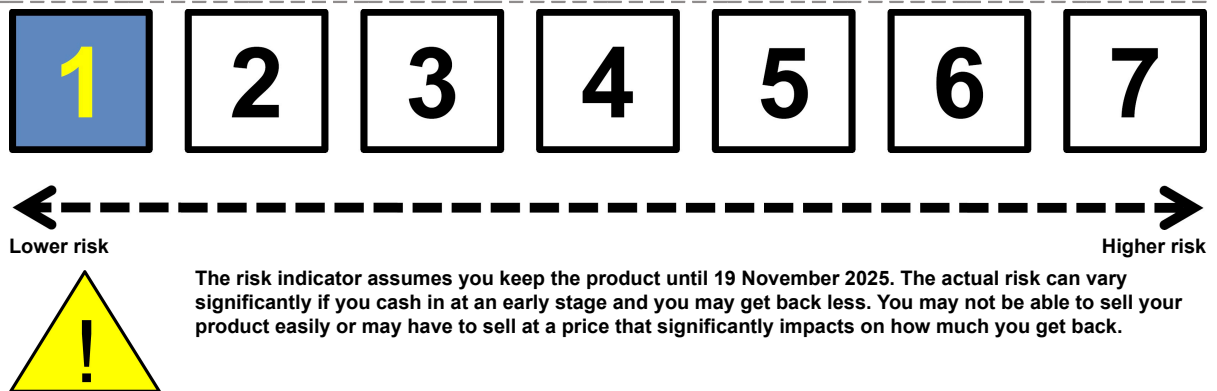 1 2 3 4 5 6 7
Lower risk Higher risk
!
The risk indicator assumes you keep the product until 19 November 2025. The actual risk can vary
significantly if you cash in at an early stage and you may get back less. You may not be able to sell your
product easily or may have to sell at a price that significantly impacts on how much you get back.